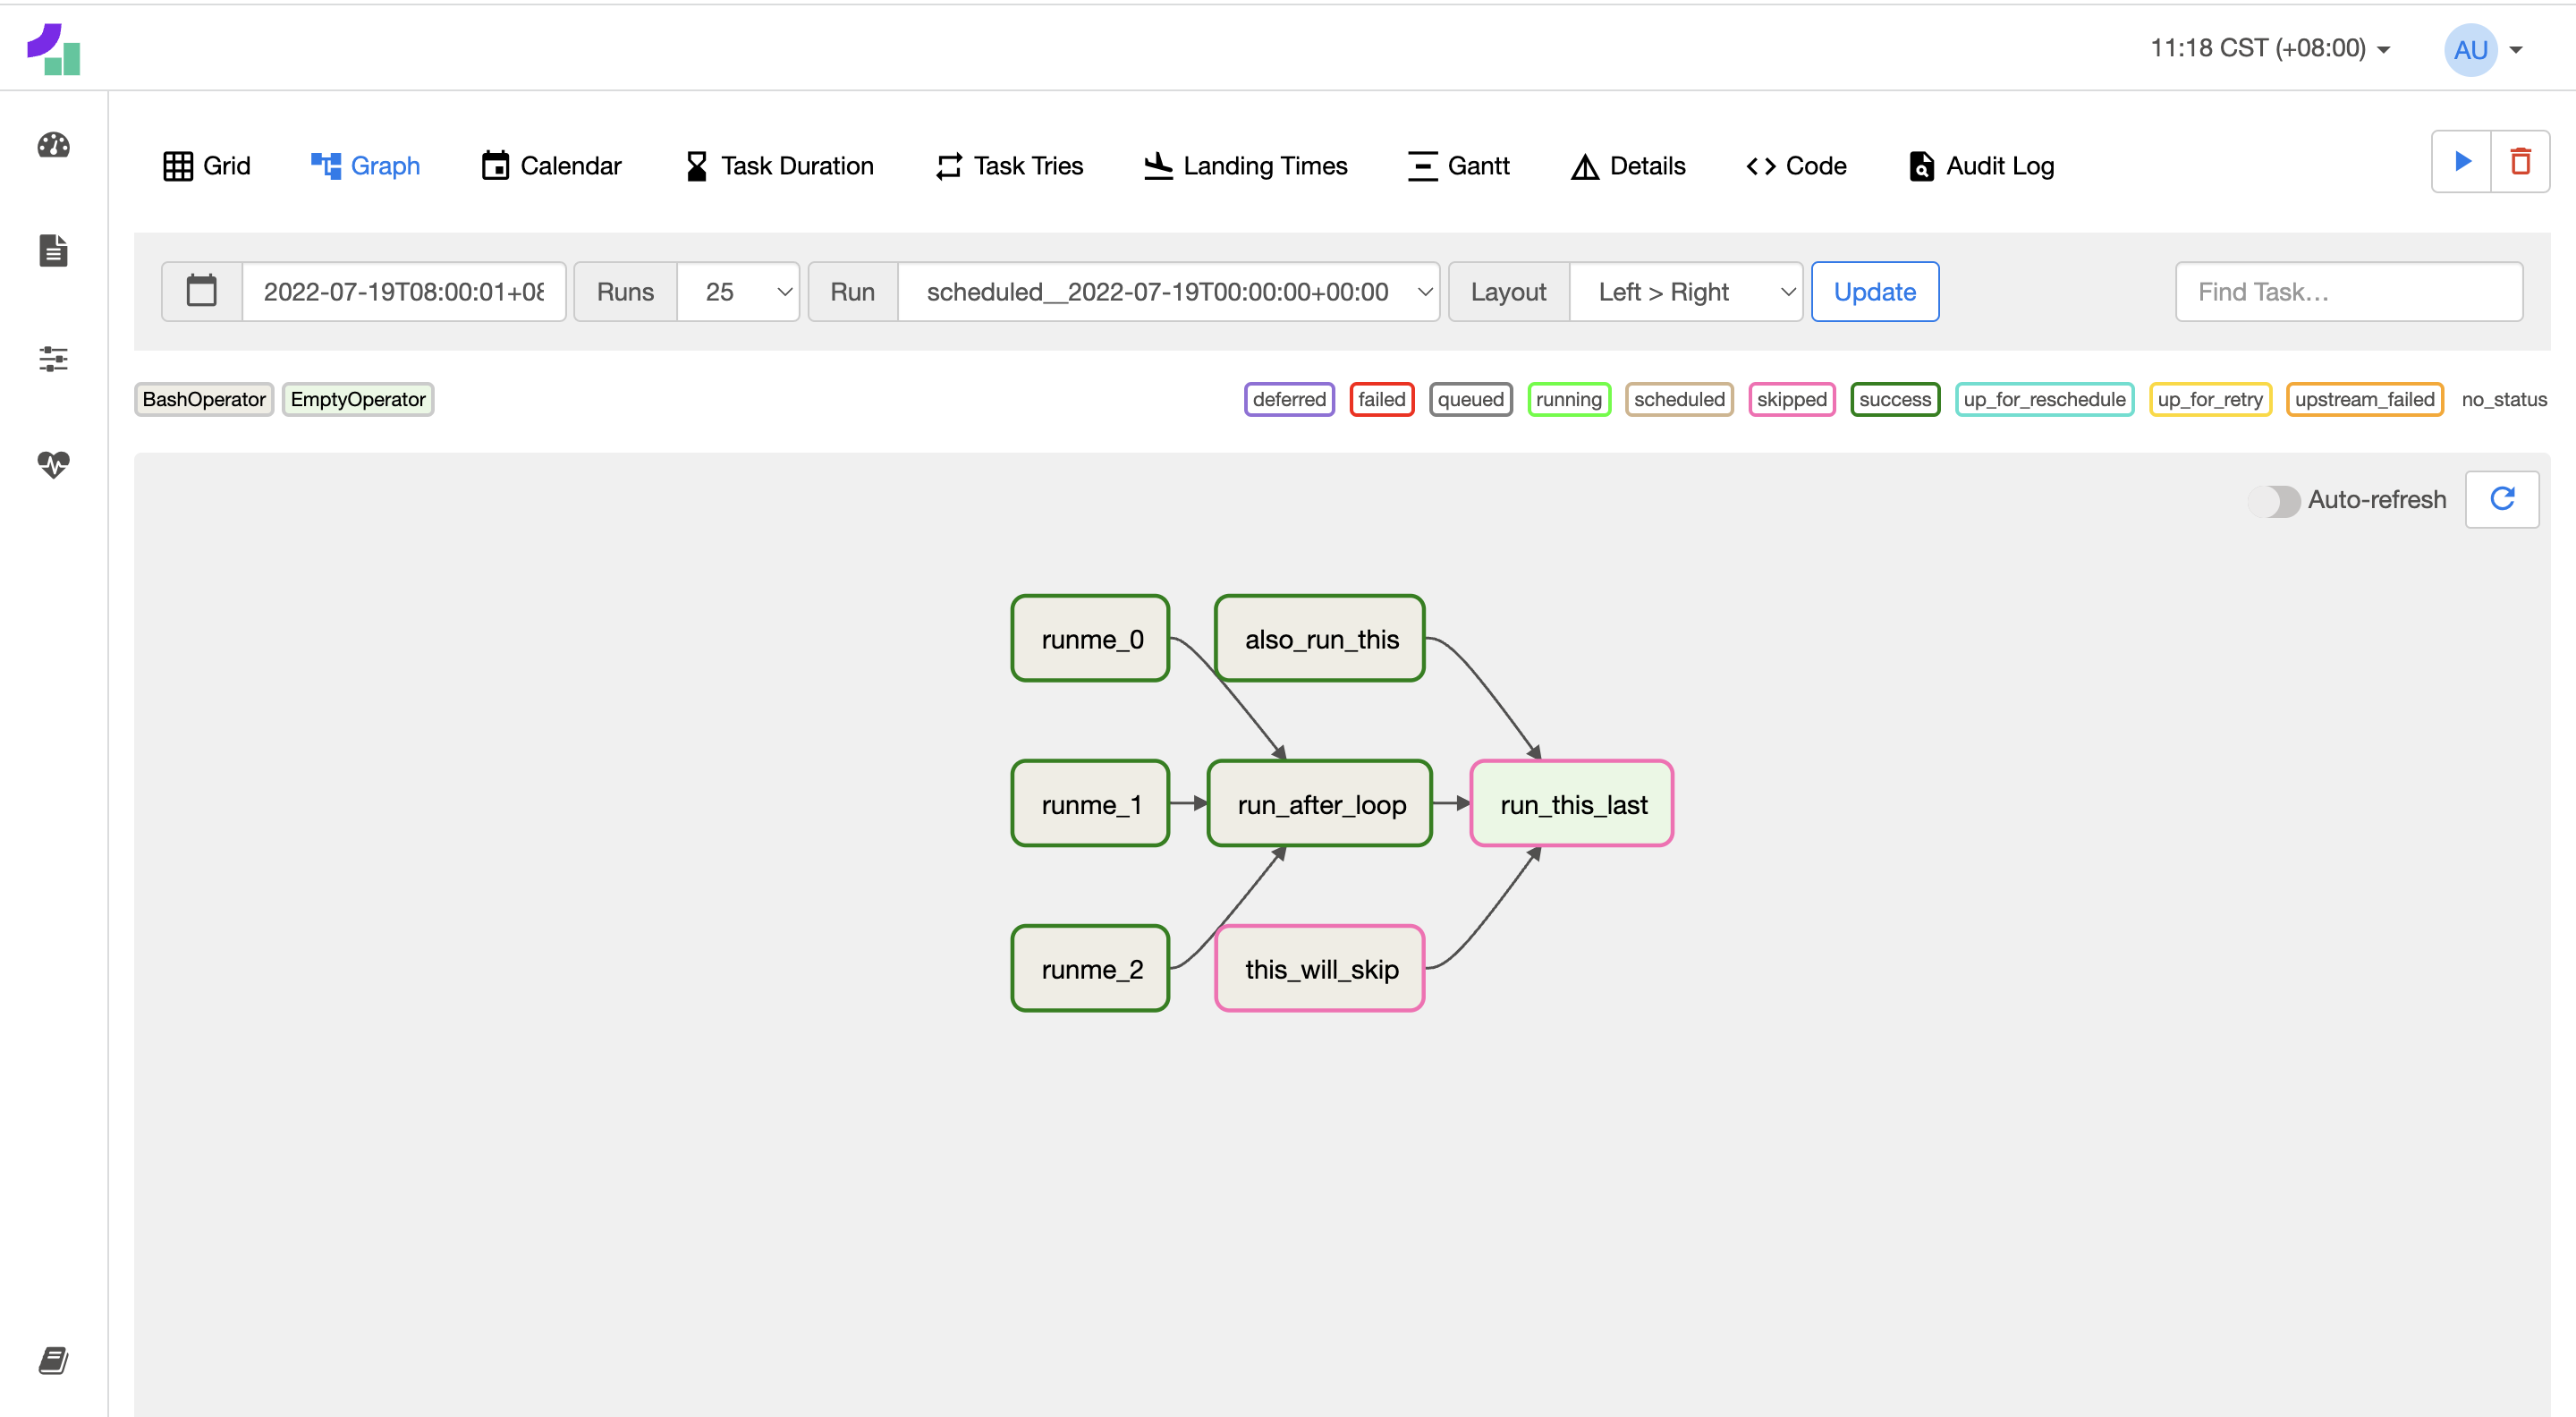 11:18 CST (+08:00)
AU
Grid
Graph
Calendar
Task Duration
Task Tries
Landing Times
Gantt
Details
Code
Audit Log
2022-07-19T08:00:01+08
Runs
25
Run
scheduled__2022-07-19T00:00:00+00:00
Layout
Left > Right
Update
Find Task…
BashOperator
EmptyOperator
deferred
failed
queued
running
scheduled
skipped
success
up_for_reschedule
up_for_retry
upstream_failed
no_status
Auto-refresh
runme_0
also_run_this
runme_1
run_after_loop
run_this_last
runme_2
this_will_skip